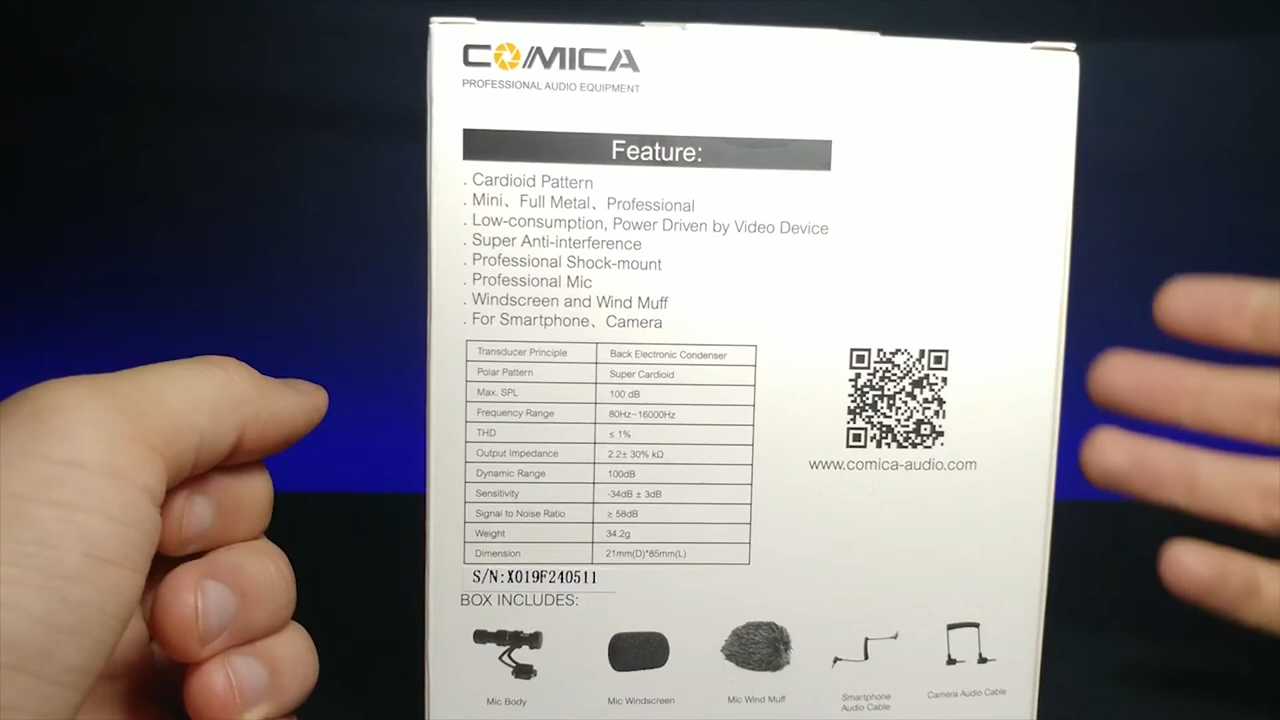 COMICA
PROFESSIONAL AUDIO EQUIPMENT
Feature:
. Cardioid Pattern
. Mini、Full Metal、Professional
. Low-consumption, Power Driven by Video Device
. Super Anti-interference
. Professional Shock-mount
. Professional Mic
. Windscreen and Wind Muff
. For Smartphone、Camera
Transducer Principle Back Electronic Condenser
Polar Pattern Super Cardioid
Max. SPL 100 dB
Frequency Range 80Hz~16000Hz
THD ≤ 1%
Output Impedance 2.2± 30% kΩ
Dynamic Range 100dB
Sensitivity -34dB ± 3dB
Signal to Noise Ratio ≥ 58dB
Weight 34.2g
Dimension 21mm(D)*85mm(L)
www.comica-audio.com
S/N:X019F240511
BOX INCLUDES:
Mic Body
Mic Windscreen
Mic Wind Muff
Smartphone
Audio Cable
Camera Audio Cable